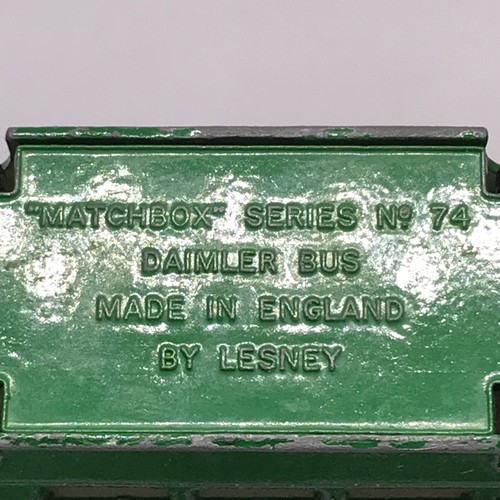 "MATCHBOX" SERIES Nº 74
DAIMLER BUS
MADE IN ENGLAND
BY LESNEY